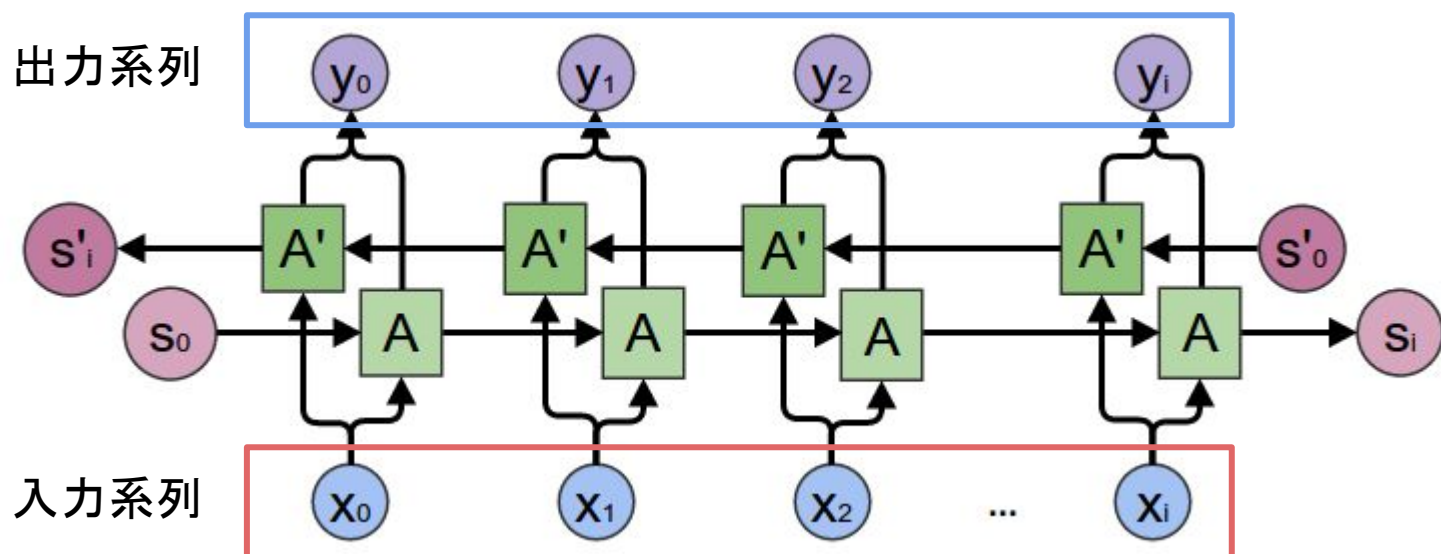 出力系列 y₀ y₁ y₂ yᵢ
s'ᵢ A' A' A' A' s'₀
s₀ A A A A sᵢ
入力系列 x₀ x₁ x₂ ... xᵢ